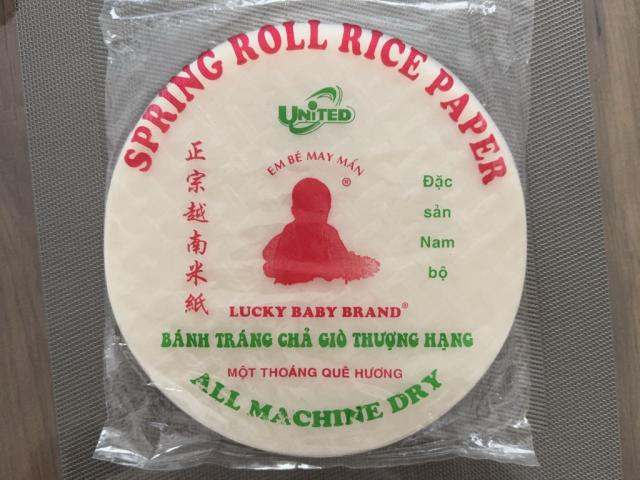 SPRING ROLL RICE PAPER
UNITED
EM BÉ MAY MẮN
®
正宗越南米紙
Đặc
sản
Nam
bộ
LUCKY BABY BRAND®
BÁNH TRÁNG CHẢ GIÒ THƯỢNG HẠNG
MỘT THOÁNG QUÊ HƯƠNG
ALL MACHINE DRY